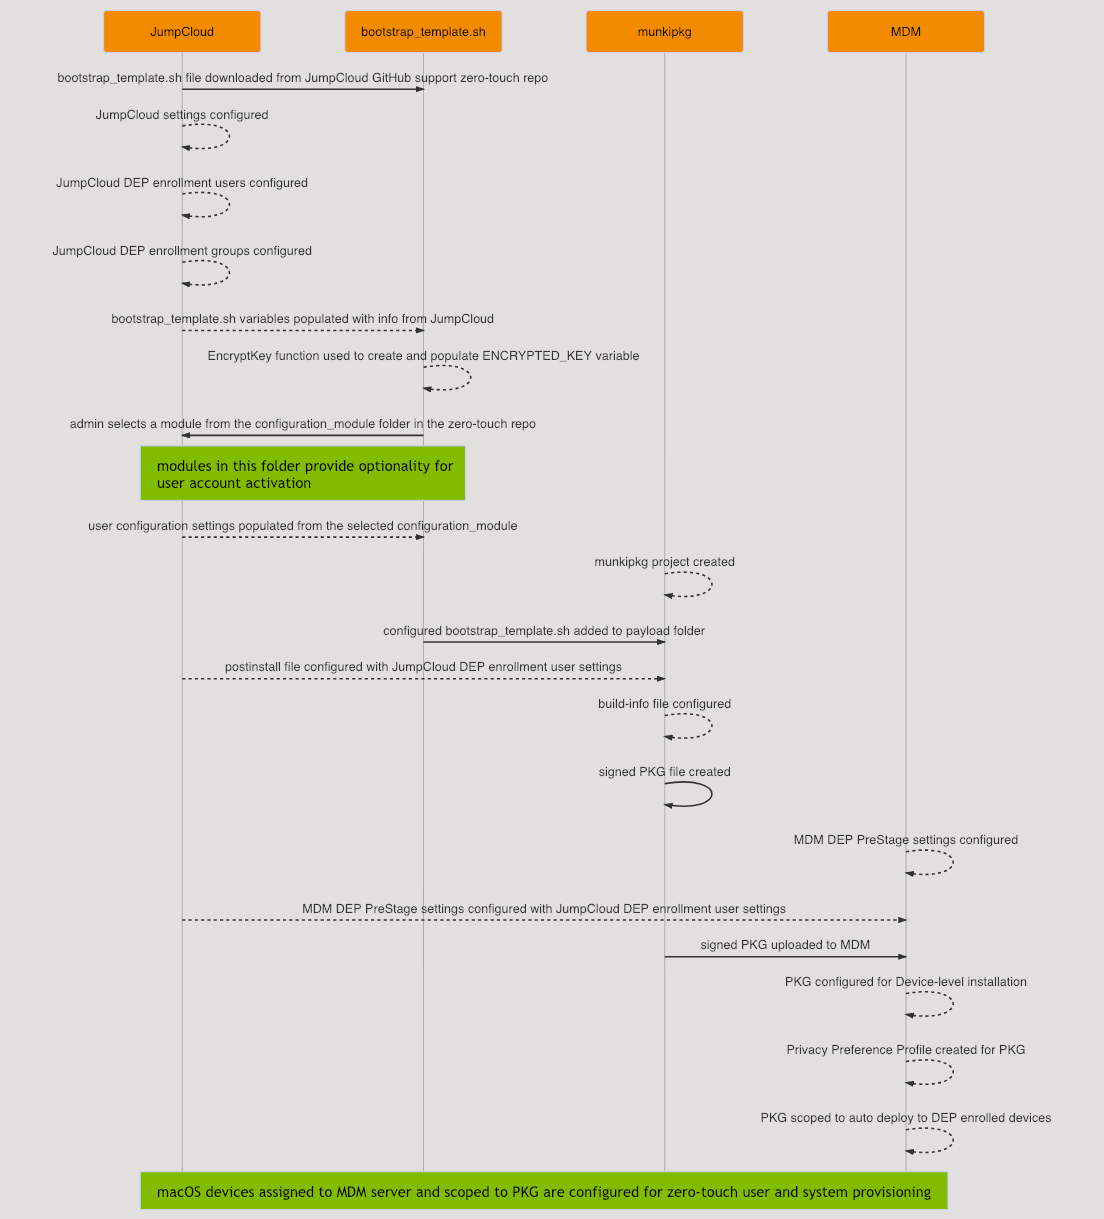 JumpCloud
bootstrap_template.sh
munkipkg
MDM
bootstrap_template.sh file downloaded from JumpCloud GitHub support zero-touch repo
JumpCloud settings configured
JumpCloud DEP enrollment users configured
JumpCloud DEP enrollment groups configured
bootstrap_template.sh variables populated with info from JumpCloud
EncryptKey function used to create and populate ENCRYPTED_KEY variable
admin selects a module from the configuration_module folder in the zero-touch repo
modules in this folder provide optionality for
user account activation
user configuration settings populated from the selected configuration_module
munkipkg project created
configured bootstrap_template.sh added to payload folder
postinstall file configured with JumpCloud DEP enrollment user settings
build-info file configured
signed PKG file created
MDM DEP PreStage settings configured
MDM DEP PreStage settings configured with JumpCloud DEP enrollment user settings
signed PKG uploaded to MDM
PKG configured for Device-level installation
Privacy Preference Profile created for PKG
PKG scoped to auto deploy to DEP enrolled devices
macOS devices assigned to MDM server and scoped to PKG are configured for zero-touch user and system provisioning